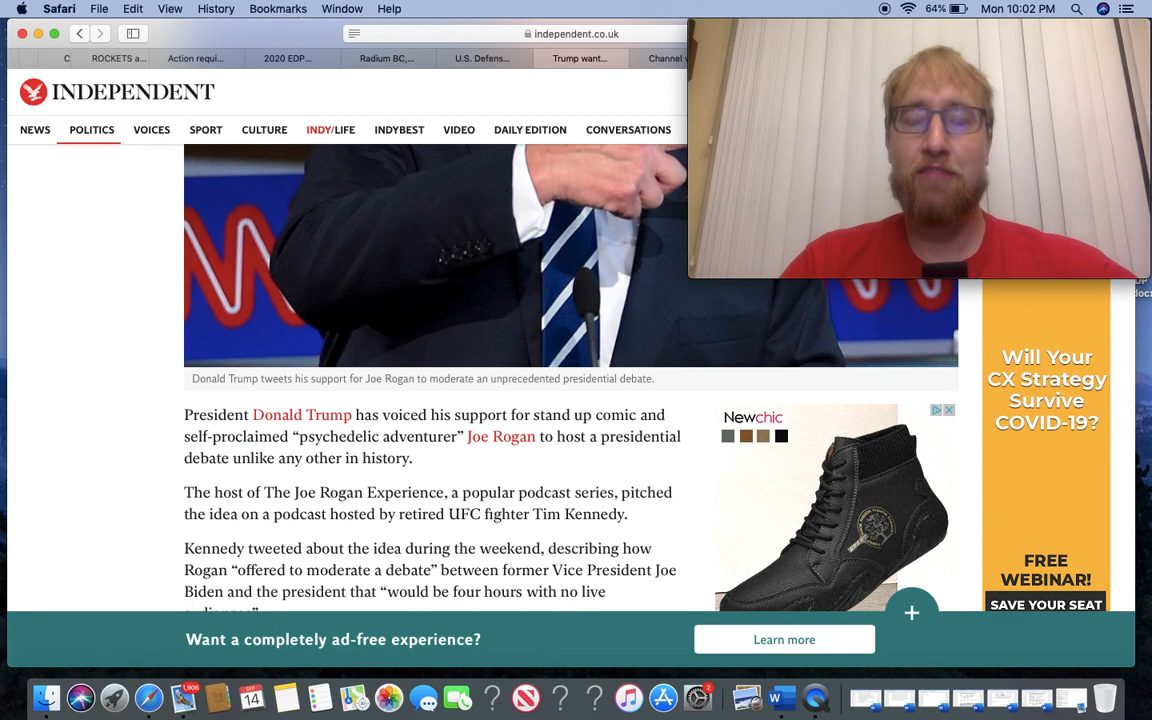 Safari File Edit View History Bookmarks Window Help 64% Mon 10:02 PM
independent.co.uk
C ROCKETS a... Action requi... 2020 EDP... Radium BC,... U.S. Defens... Trump want... Channel
INDEPENDENT
NEWS POLITICS VOICES SPORT CULTURE INDY/LIFE INDYBEST VIDEO DAILY EDITION CONVERSATIONS
Donald Trump tweets his support for Joe Rogan to moderate an unprecedented presidential debate.
President Donald Trump has voiced his support for stand up comic and
self-proclaimed “psychedelic adventurer” Joe Rogan to host a presidential
debate unlike any other in history.
The host of The Joe Rogan Experience, a popular podcast series, pitched
the idea on a podcast hosted by retired UFC fighter Tim Kennedy.
Kennedy tweeted about the idea during the weekend, describing how
Rogan “offered to moderate a debate” between former Vice President Joe
Biden and the president that “would be four hours with no live
Newchic
Will Your
CX Strategy
Survive
COVID-19?
FREE
WEBINAR!
SAVE YOUR SEAT
Want a completely ad-free experience? Learn more
+
1,906
SEP
14
2
docx